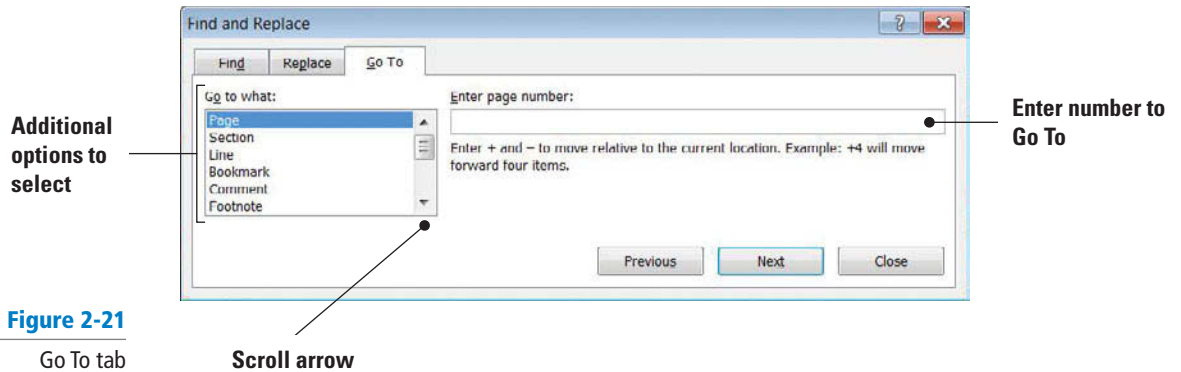 Find and Replace
Find
Replace
Go To
Go to what:
Page
Section
Line
Bookmark
Comment
Footnote
Enter page number:
Enter + and – to move relative to the current location. Example: +4 will move
forward four items.
Previous
Next
Close
Additional
options to
select
Enter number to
Go To
Scroll arrow
Figure 2-21
Go To tab